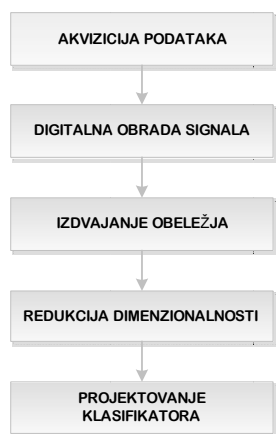 AKVIZICIJA PODATAKA
DIGITALNA OBRADA SIGNALA
IZDVAJANJE OBELEŽJA
REDUKCIJA DIMENZIONALNOSTI
PROJEKTOVANJE
KLASIFIKATORA